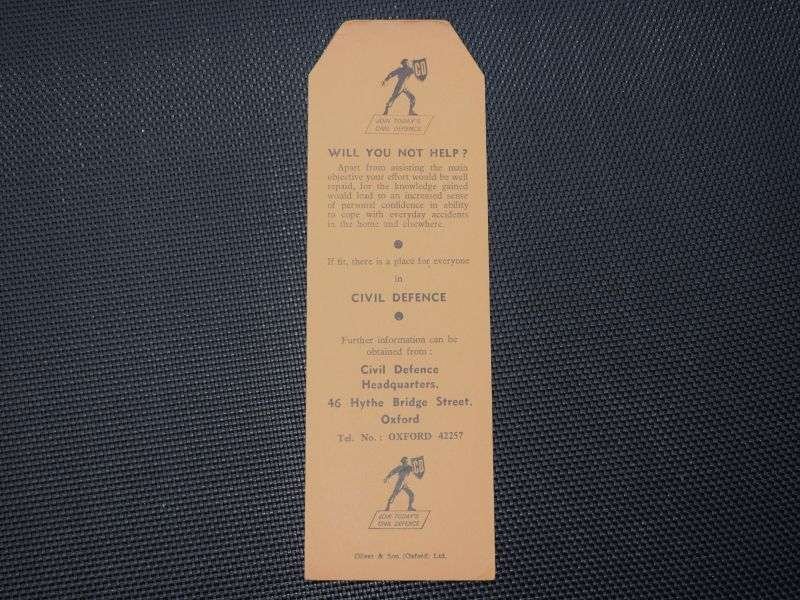 CD
JOIN TODAY'S
CIVIL DEFENCE
WILL YOU NOT HELP?
Apart from assisting the main
objective your effort would be well
repaid, for the knowledge gained
would lead to an increased sense
of personal confidence in ability
to cope with everyday accidents
in the home and elsewhere.
If fit, there is a place for everyone
in
CIVIL DEFENCE
Further information can be
obtained from:
Civil Defence
Headquarters,
46 Hythe Bridge Street,
Oxford
Tel. No.: OXFORD 42257
CD
JOIN TODAY'S
CIVIL DEFENCE
Oliver & Son (Oxford) Ltd.